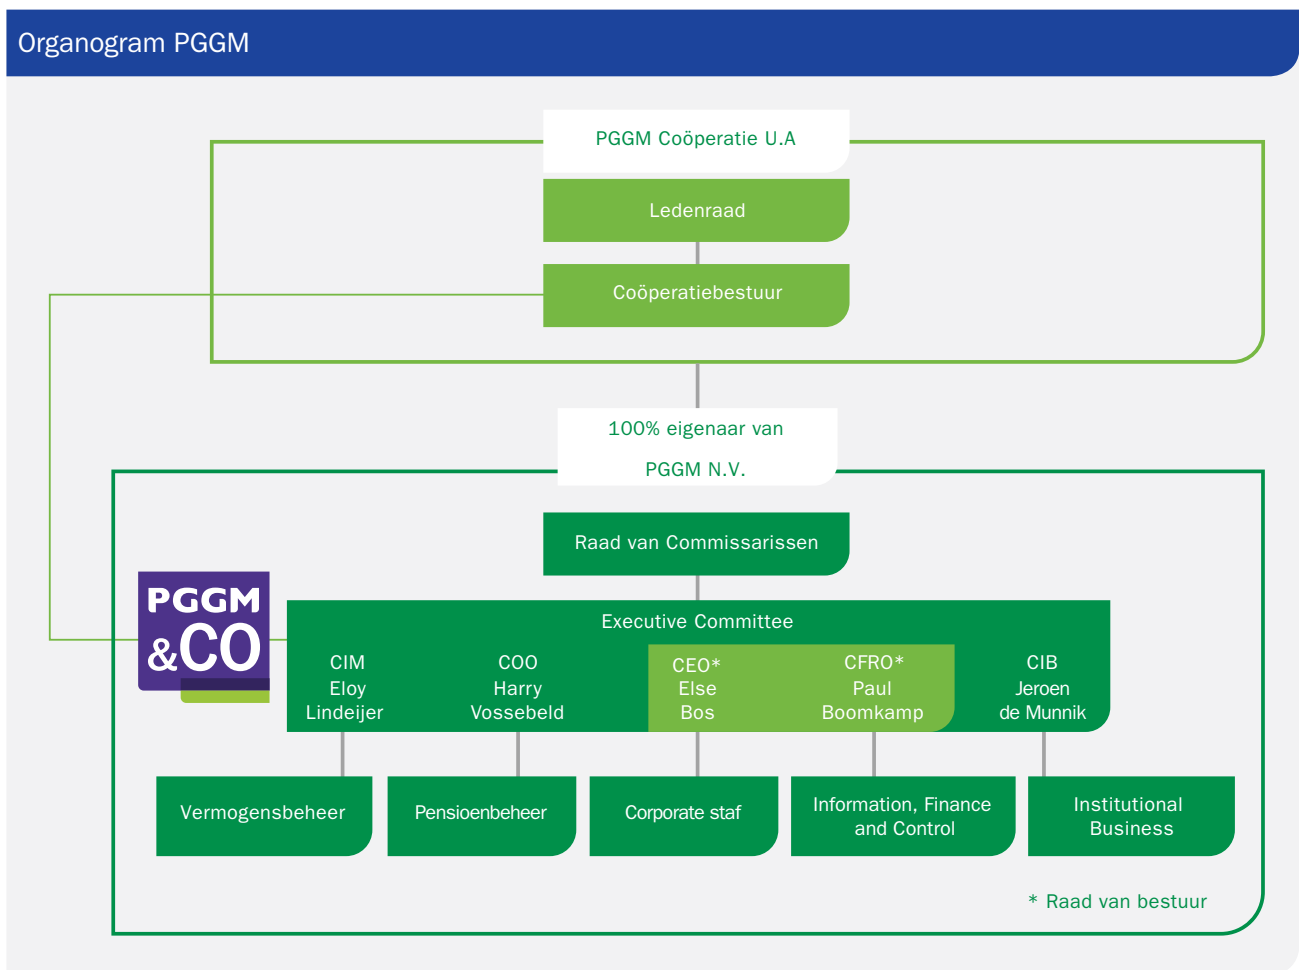 Organogram PGGM
PGGM Coöperatie U.A
Ledenraad
Coöperatiebestuur
100% eigenaar van
PGGM N.V.
Raad van Commissarissen
PGGM
&CO
Executive Committee
CIM
Eloy
Lindeijer
COO
Harry
Vossebeld
CEO*
Else
Bos
CFRO*
Paul
Boomkamp
CIB
Jeroen
de Munnik
Vermogensbeheer
Pensioenbeheer
Corporate staf
Information, Finance
and Control
Institutional
Business
* Raad van bestuur